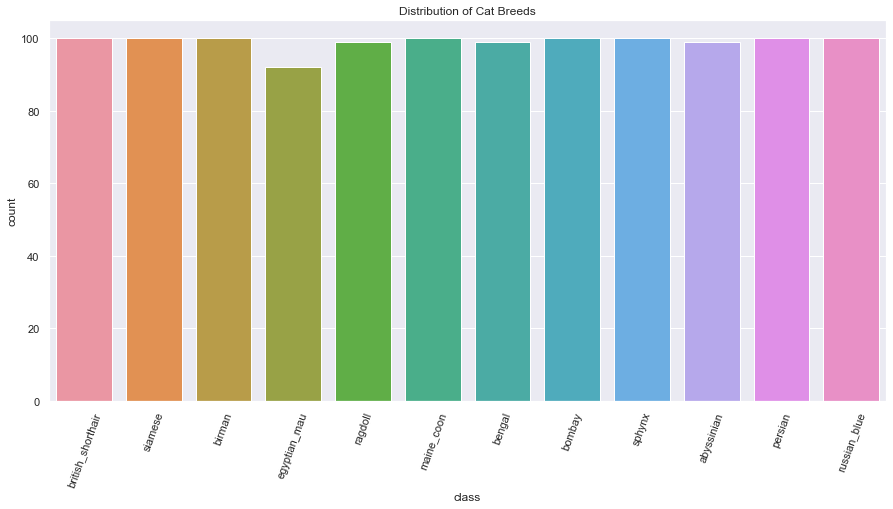 Distribution of Cat Breeds
100
80
60
40
20
0
count
british_shorthair
siamese
birman
egyptian_mau
ragdoll
maine_coon
bengal
bombay
sphynx
abyssinian
persian
russian_blue
class